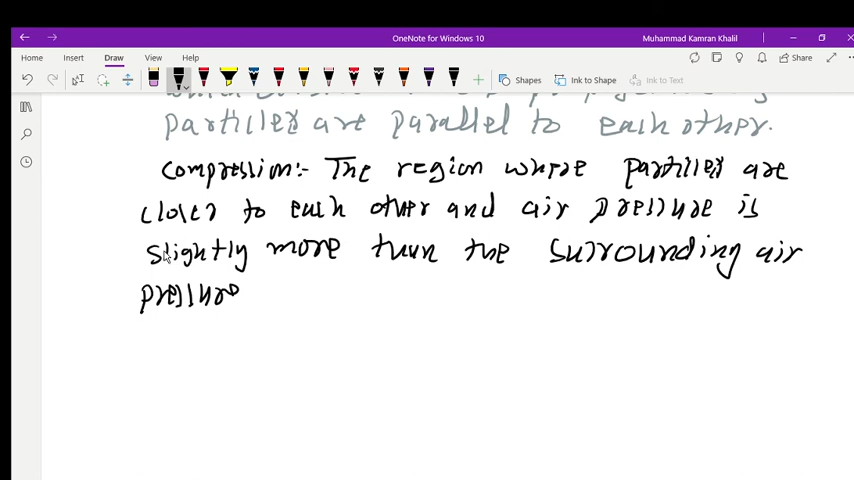 OneNote for Windows 10
Muhammad Kamran Khalil
Home Insert Draw View Help
Share
Shapes Ink to Shape Ink to Text
particles are parallel to each other.
Compression:- The region where particles are
closer to each other and air pressure is
slightly more than the surrounding air
pressure